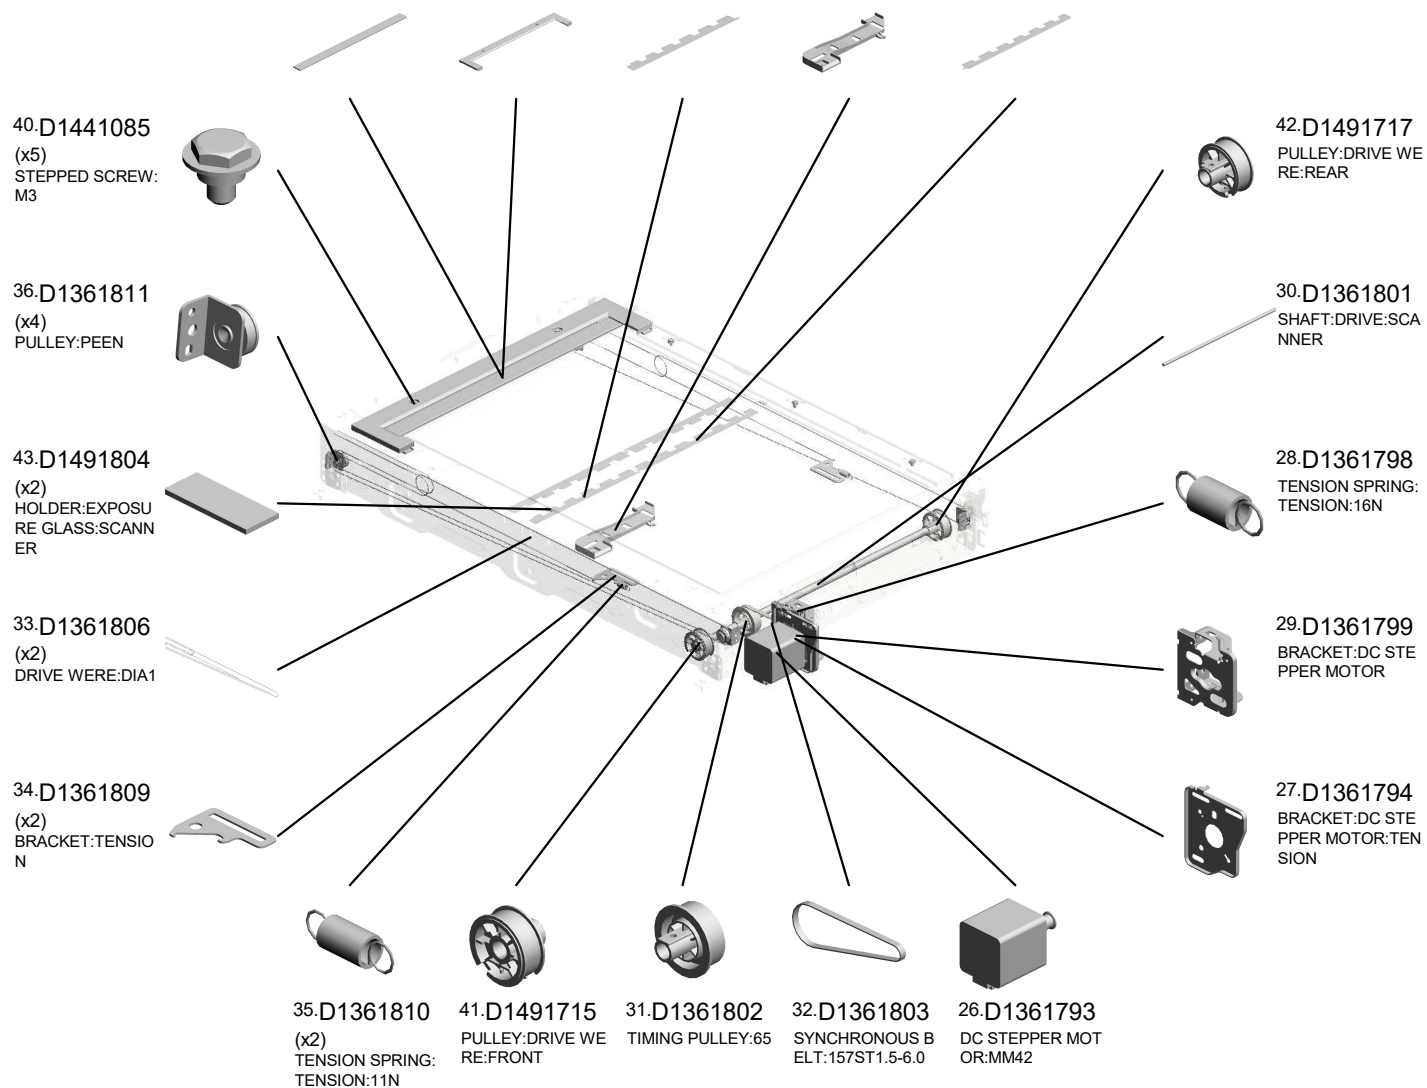 40.D1441085
(x5)
STEPPED SCREW:
M3
42.D1491717
PULLEY:DRIVE WE
RE:REAR
36.D1361811
(x4)
PULLEY:PEEN
30.D1361801
SHAFT:DRIVE:SCA
NNER
43.D1491804
(x2)
HOLDER:EXPOSU
RE GLASS:SCANN
ER
28.D1361798
TENSION SPRING:
TENSION:16N
33.D1361806
(x2)
DRIVE WERE:DIA1
29.D1361799
BRACKET:DC STE
PPER MOTOR
34.D1361809
(x2)
BRACKET:TENSIO
N
27.D1361794
BRACKET:DC STE
PPER MOTOR:TEN
SION
35.D1361810
(x2)
TENSION SPRING:
TENSION:11N
41.D1491715
PULLEY:DRIVE WE
RE:FRONT
31.D1361802
TIMING PULLEY:65
32.D1361803
SYNCHRONOUS B
ELT:157ST1.5-6.0
26.D1361793
DC STEPPER MOT
OR:MM42